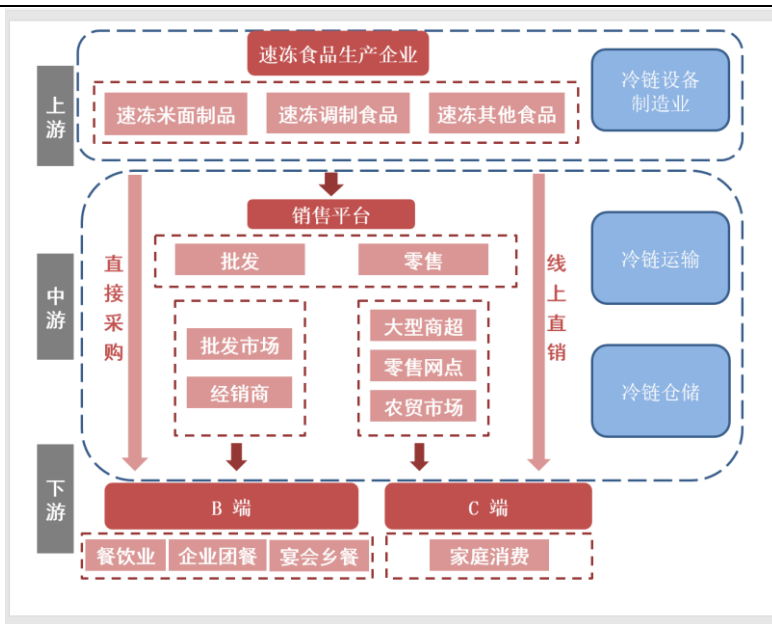 速冻食品生产企业
上游
速冻米面制品
速冻调制食品
速冻其他食品
冷链设备
制造业
中游
销售平台
批发
零售
直接采购
线上直销
批发市场
经销商
大型商超
零售网点
农贸市场
冷链运输
冷链仓储
下游
B 端
C 端
餐饮业
企业团餐
宴会乡餐
家庭消费